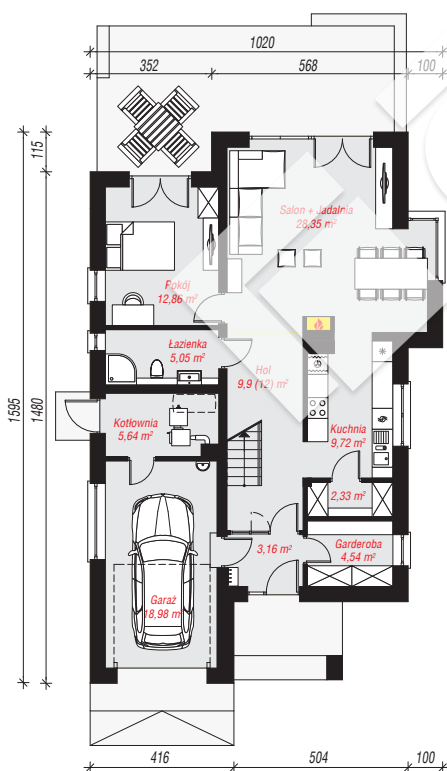 1020
352 568 100
115
1595
1480
Salon + Jadalnia
28,35 m²
Pokój
12,86 m²
Łazienka
5,05 m²
Hol
9,9 (12) m²
Kuchnia
9,72 m²
Kotłownia
5,64 m²
2,33 m²
3,16 m²
Garderoba
4,54 m²
Garaż
18,98 m²
416 504 100